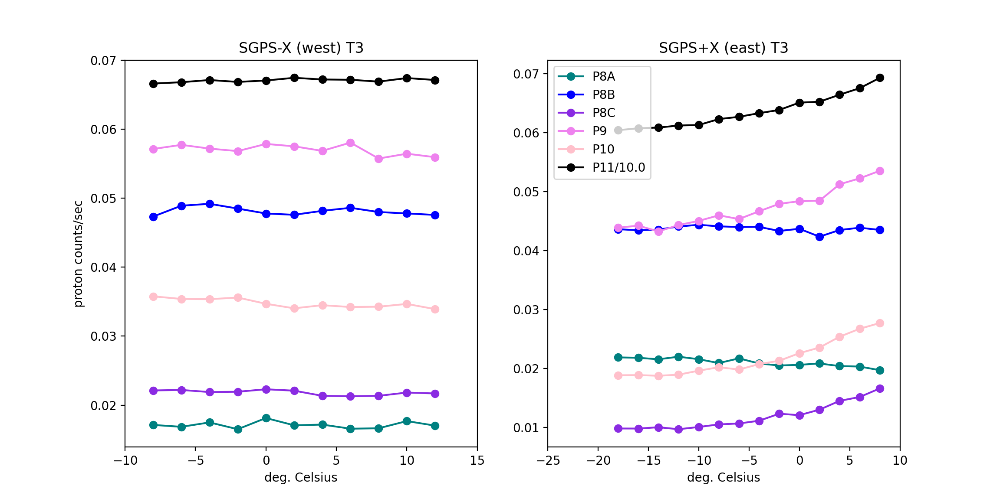 SGPS-X (west) T3
0.07
0.06
0.05
0.04
0.03
0.02
proton counts/sec
−10 −5 0 5 10 15
deg. Celsius
SGPS+X (east) T3
0.07
0.06
0.05
0.04
0.03
0.02
0.01
P8A
P8B
P8C
P9
P10
P11/10.0
−25 −20 −15 −10 −5 0 5 10
deg. Celsius